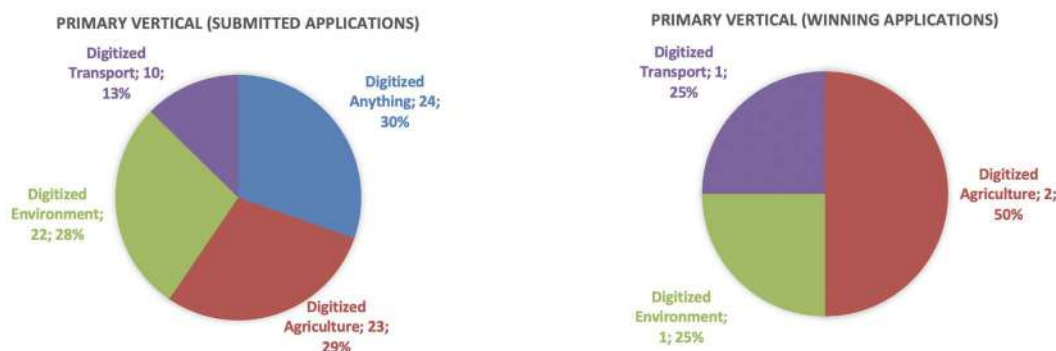 PRIMARY VERTICAL (SUBMITTED APPLICATIONS)
Digitized
Transport; 10;
13%
Digitized
Anything; 24;
30%
Digitized
Environment;
22; 28%
Digitized
Agriculture; 23;
29%
PRIMARY VERTICAL (WINNING APPLICATIONS)
Digitized
Transport; 1;
25%
Digitized
Agriculture; 2;
50%
Digitized
Environment;
1; 25%